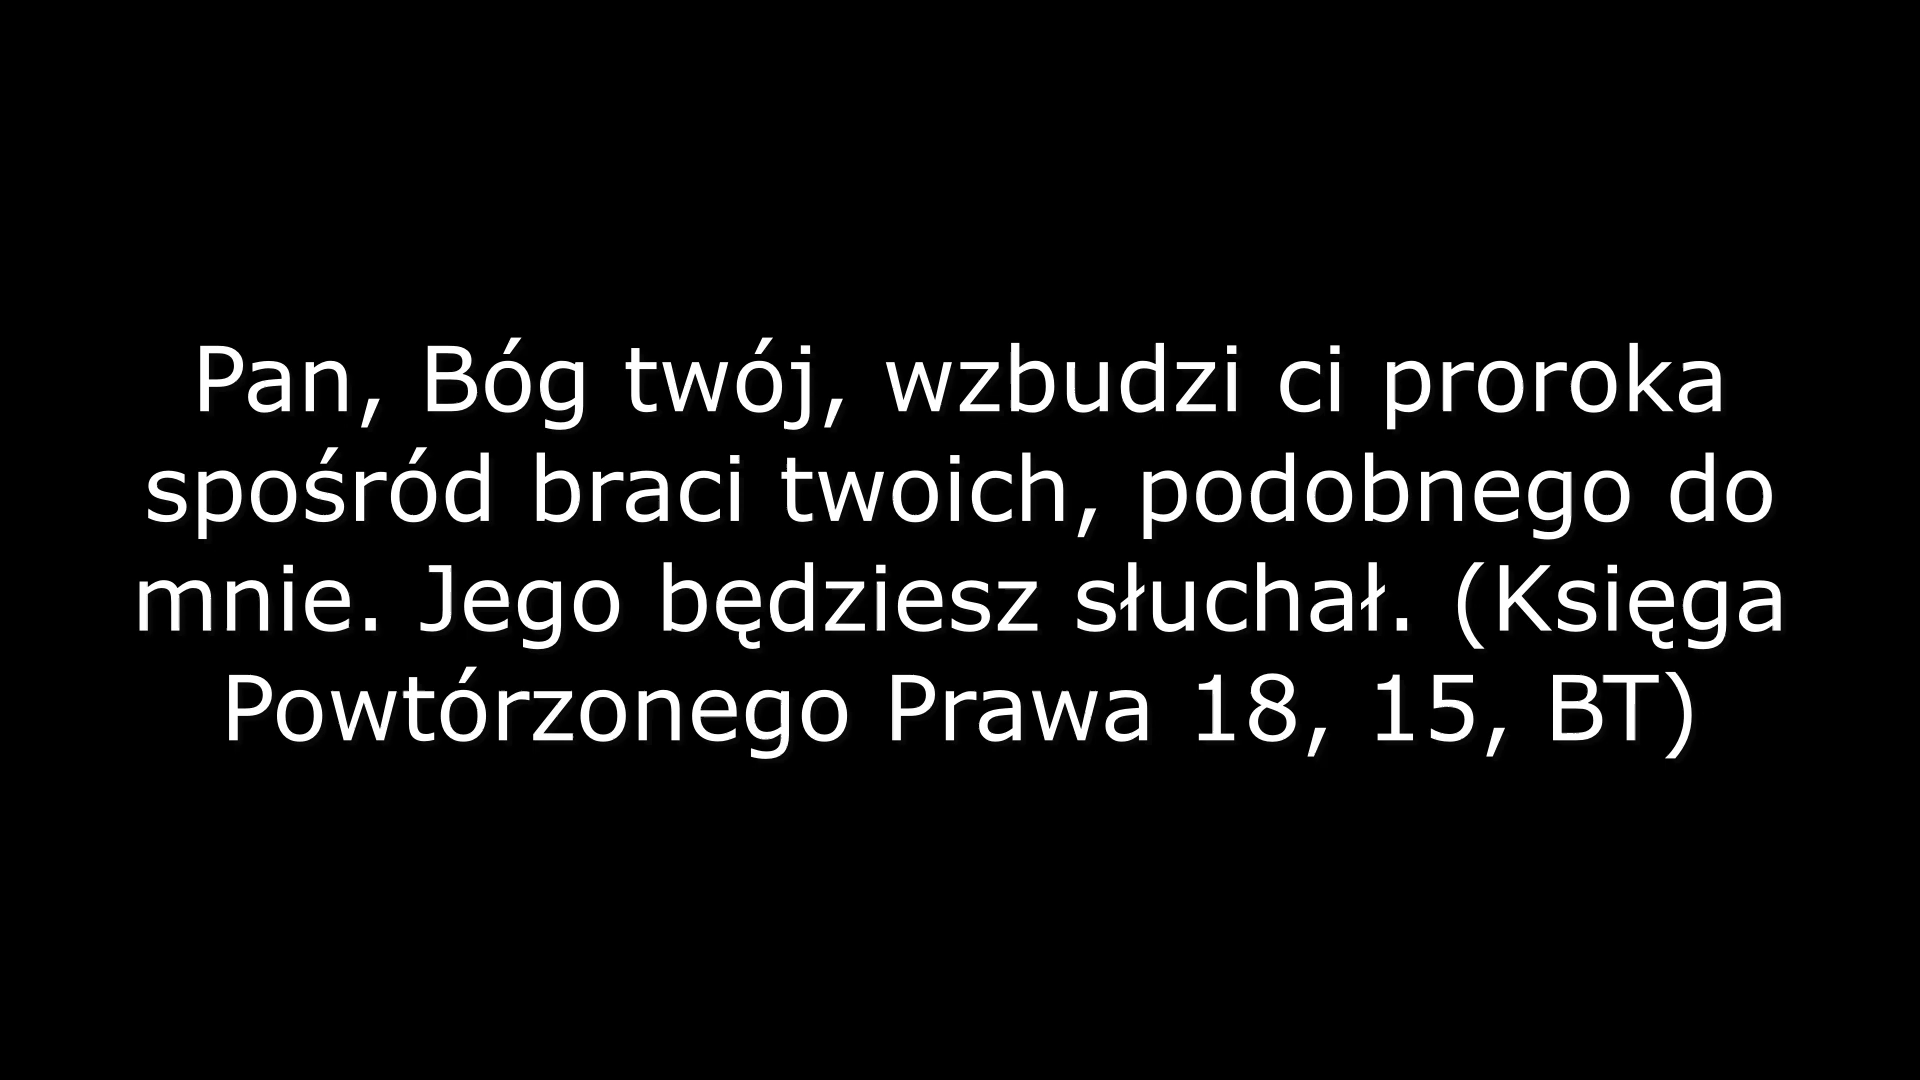 Pan, Bóg twój, wzbudzi ci proroka
spośród braci twoich, podobnego do
mnie. Jego będziesz słuchał. (Księga
Powtórzonego Prawa 18, 15, BT)